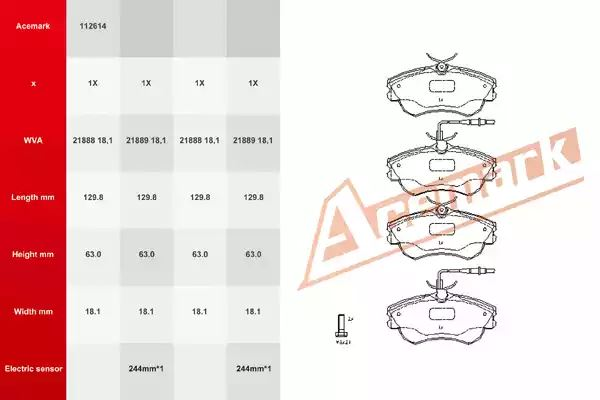 Acemark 112614
x 1X 1X 1X 1X
WVA 21888 18,1 21889 18,1 21888 18,1 21889 18,1
Length mm 129.8 129.8 129.8 129.8
Height mm 63.0 63.0 63.0 63.0
Width mm 18.1 18.1 18.1 18.1
Electric sensor 244mm*1 244mm*1
Acemark